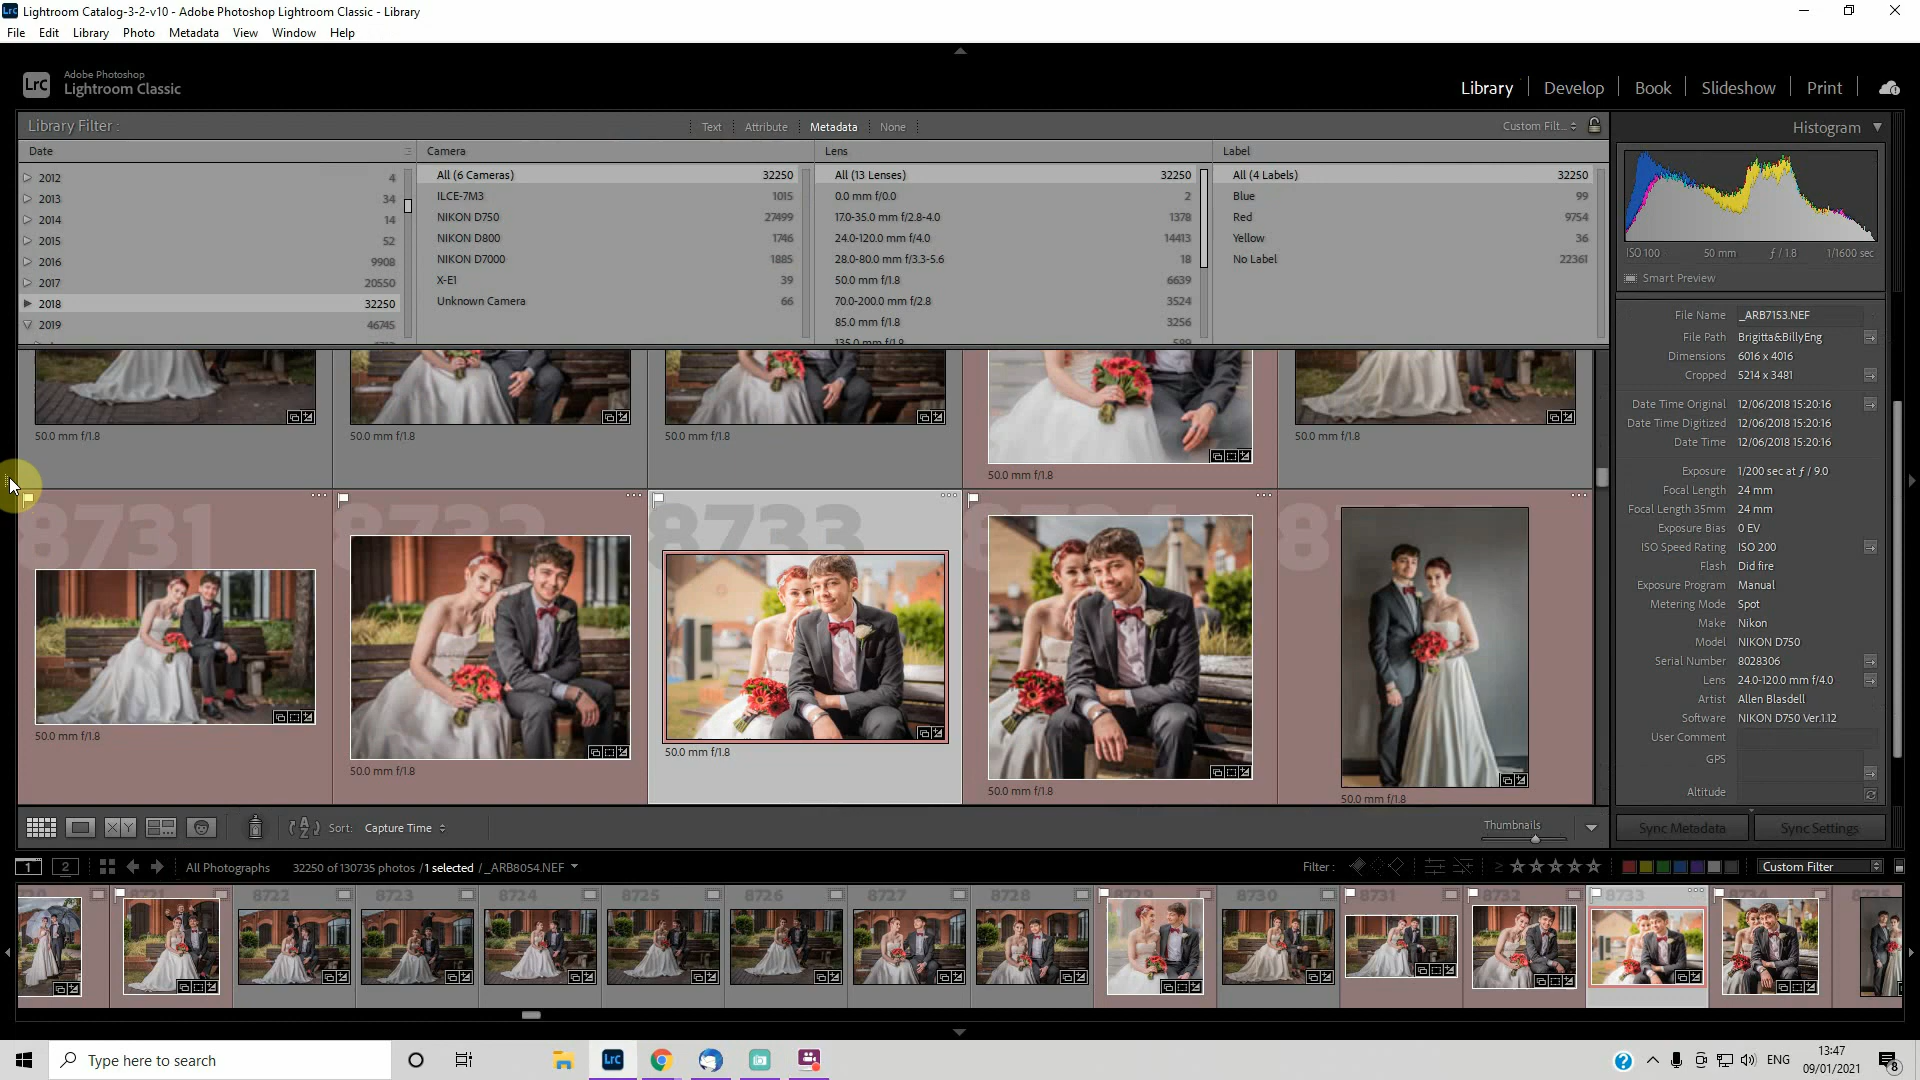 Lightroom Catalog-3-2-v10 - Adobe Photoshop Lightroom Classic - Library
File Edit Library Photo Metadata View Window Help
Lrc
Adobe Photoshop
Lightroom Classic
Library Develop Book Slideshow Print
Library Filter : Text Attribute Metadata None Custom Filt...
Histogram
Date Camera Lens Label
2012 4
2013 34
2014 14
2015 52
2016 9908
2017 20550
2018 32250
2019 46745
All (6 Cameras) 32250
ILCE-7M3 1015
NIKON D750 27499
NIKON D800 1746
NIKON D7000 1885
X-E1 39
Unknown Camera 66
All (13 Lenses) 32250
0.0 mm f/0.0 2
17.0-35.0 mm f/2.8-4.0 1378
24.0-120.0 mm f/4.0 14413
28.0-80.0 mm f/3.3-5.6 18
50.0 mm f/1.8 6639
70.0-200.0 mm f/2.8 3524
85.0 mm f/1.8 3256
135.0 mm f/1.8 589
All (4 Labels) 32250
Blue 99
Red 9754
Yellow 36
No Label 22361
ISO 100 50 mm ƒ / 1.8 1/1600 sec
Smart Preview
File Name _ARB7153.NEF
File Path Brigitta&BillyEng
Dimensions 6016 x 4016
Cropped 5214 x 3481
Date Time Original 12/06/2018 15:20:16
Date Time Digitized 12/06/2018 15:20:16
Date Time 12/06/2018 15:20:16
Exposure 1/200 sec at ƒ / 9.0
Focal Length 24 mm
Focal Length 35mm 24 mm
Exposure Bias 0 EV
ISO Speed Rating ISO 200
Flash Did fire
Exposure Program Manual
Metering Mode Spot
Make Nikon
Model NIKON D750
Serial Number 8028306
Lens 24.0-120.0 mm f/4.0
Artist Allen Blasdell
Software NIKON D750 Ver.1.12
User Comment
GPS
Altitude
Sync Metadata Sync Settings
50.0 mm f/1.8
50.0 mm f/1.8
50.0 mm f/1.8
50.0 mm f/1.8
50.0 mm f/1.8
8731 8732 8733 8734
50.0 mm f/1.8
50.0 mm f/1.8
50.0 mm f/1.8
50.0 mm f/1.8
50.0 mm f/1.8
XY Sort: Capture Time Thumbnails
1 2 All Photographs 32250 of 130735 photos / 1 selected / _ARB8054.NEF Filter : Custom Filter
8721 8722 8723 8724 8725 8726 8727 8728 8729 8730 8731 8732 8733 8734 8735
Type here to search
Lrc
ENG
13:47
09/01/2021
8